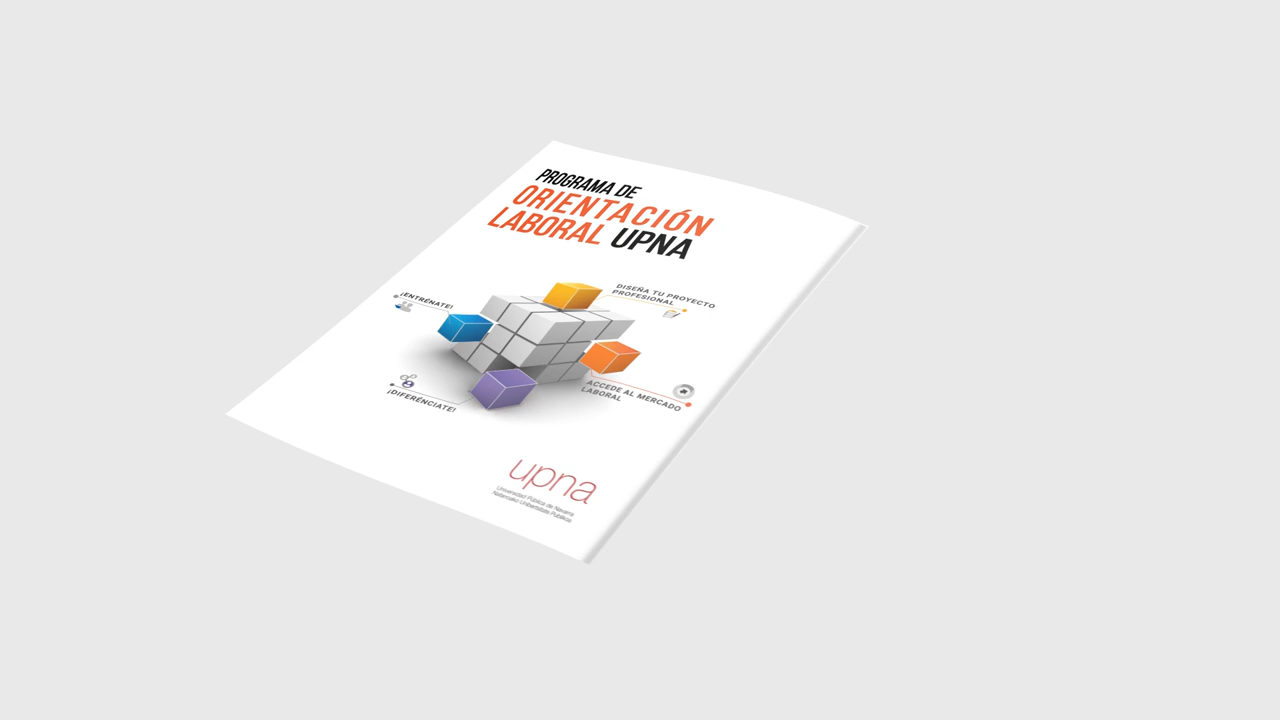 PROGRAMA DE
ORIENTACIÓN
LABORAL UPNA
DISEÑA TU PROYECTO
PROFESIONAL
¡ENTRÉNATE!
ACCEDE AL MERCADO
LABORAL
¡DIFERÉNCIATE!
upna
Universidad Pública de Navarra
Nafarroako Unibertsitate Publikoa